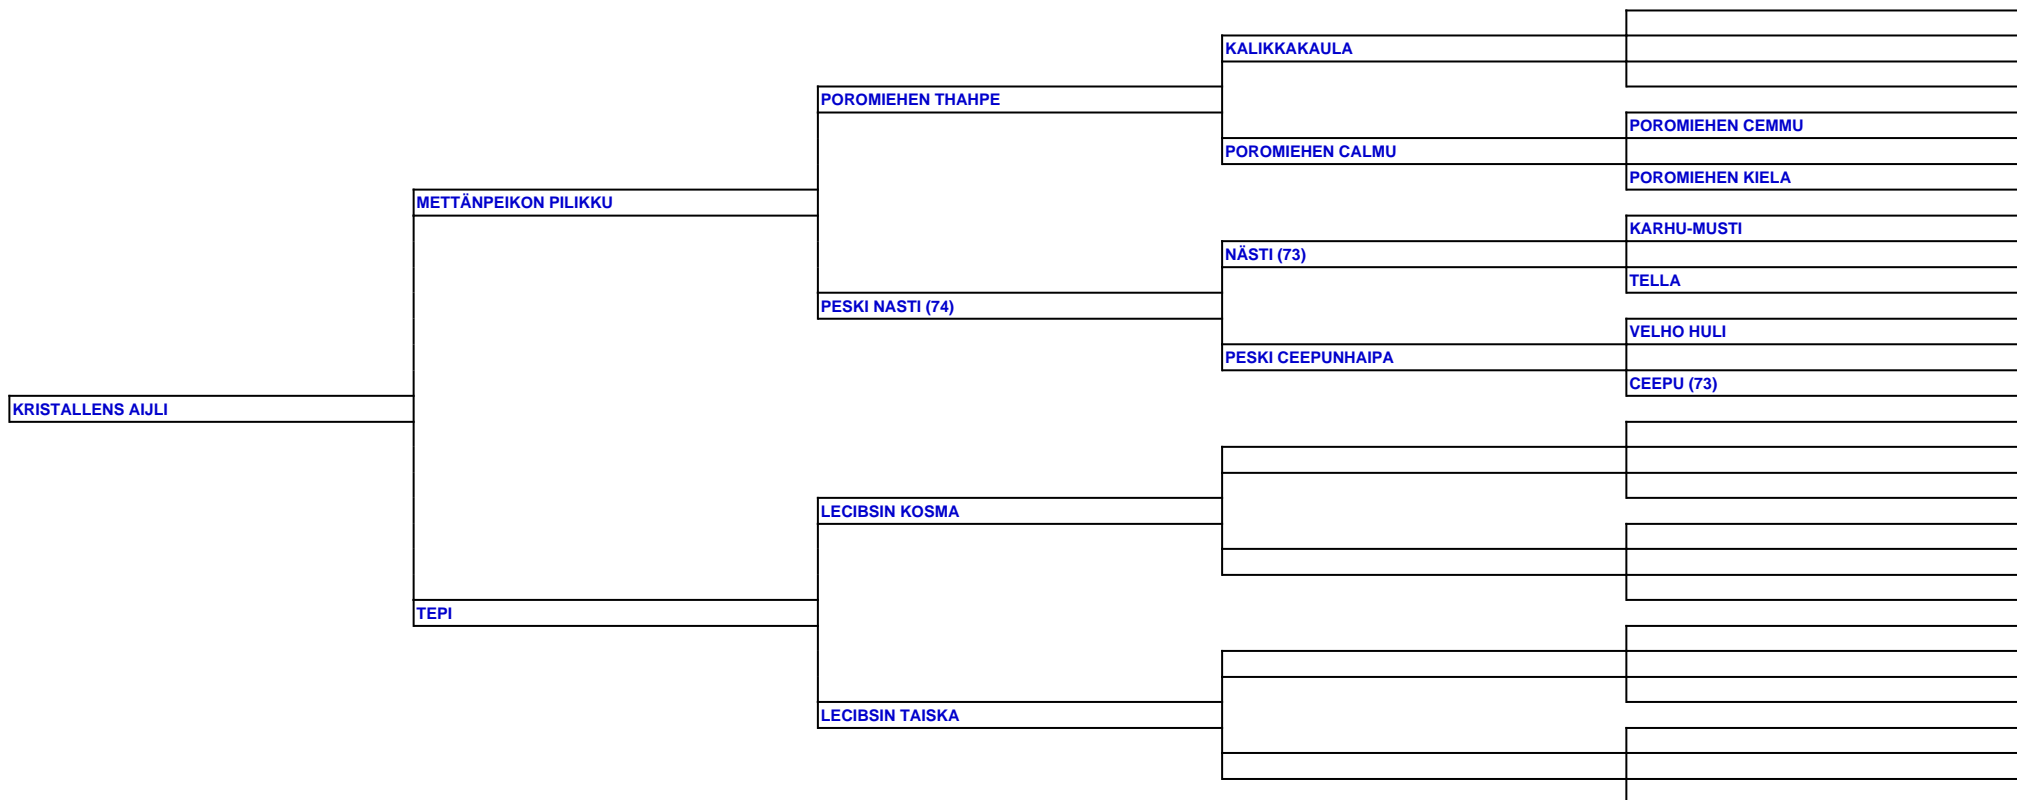 KALIKKAKAULA
POROMIEHEN THAHPE
POROMIEHEN CEMMU
POROMIEHEN CALMU
POROMIEHEN KIELA
METTÄNPEIKON PILIKKU
KARHU-MUSTI
NÄSTI (73)
TELLA
PESKI NASTI (74)
VELHO HULI
PESKI CEEPUNHAIPA
CEEPU (73)
KRISTALLENS AIJLI
LECIBSIN KOSMA
TEPI
LECIBSIN TAISKA